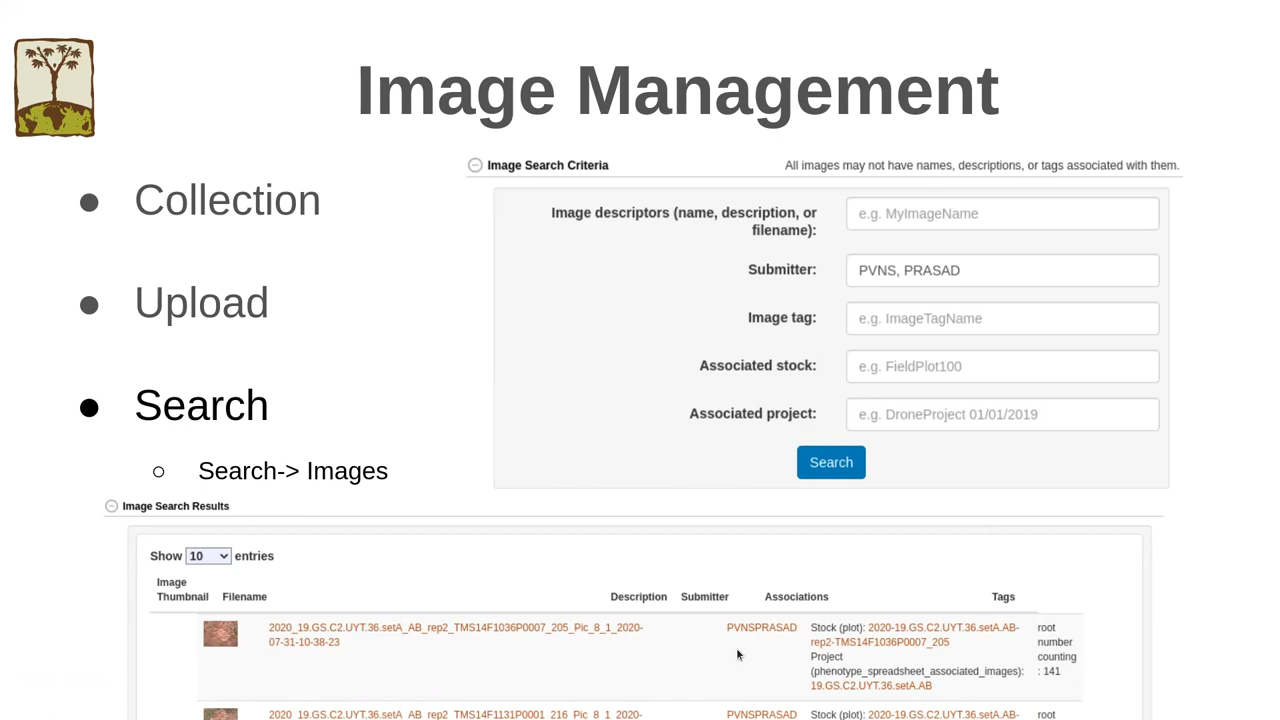 Image Management
● Collection
● Upload
● Search
○ Search-> Images
Image Search Criteria
All images may not have names, descriptions, or tags associated with them.
Image descriptors (name, description, or
filename):
e.g. MyImageName
Submitter:
PVNS, PRASAD
Image tag:
e.g. ImageTagName
Associated stock:
e.g. FieldPlot100
Associated project:
e.g. DroneProject 01/01/2019
Search
Image Search Results
Show 10 entries
Image
Thumbnail Filename Description Submitter Associations Tags
2020_19.GS.C2.UYT.36.setA_AB_rep2_TMS14F1036P0007_205_Pic_8_1_2020-
07-31-10-38-23
PVNSPRASAD
Stock (plot): 2020-19.GS.C2.UYT.36.setA.AB-
rep2-TMS14F1036P0007_205
Project
(phenotype_spreadsheet_associated_images):
19.GS.C2.UYT.36.setA.AB
root
number
counting
: 141
2020_19.GS.C2.UYT.36.setA_AB_rep2_TMS14F1131P0001_216_Pic_8_1_2020-
PVNSPRASAD
Stock (plot): 2020-19.GS.C2.UYT.36.setA.AB-
root